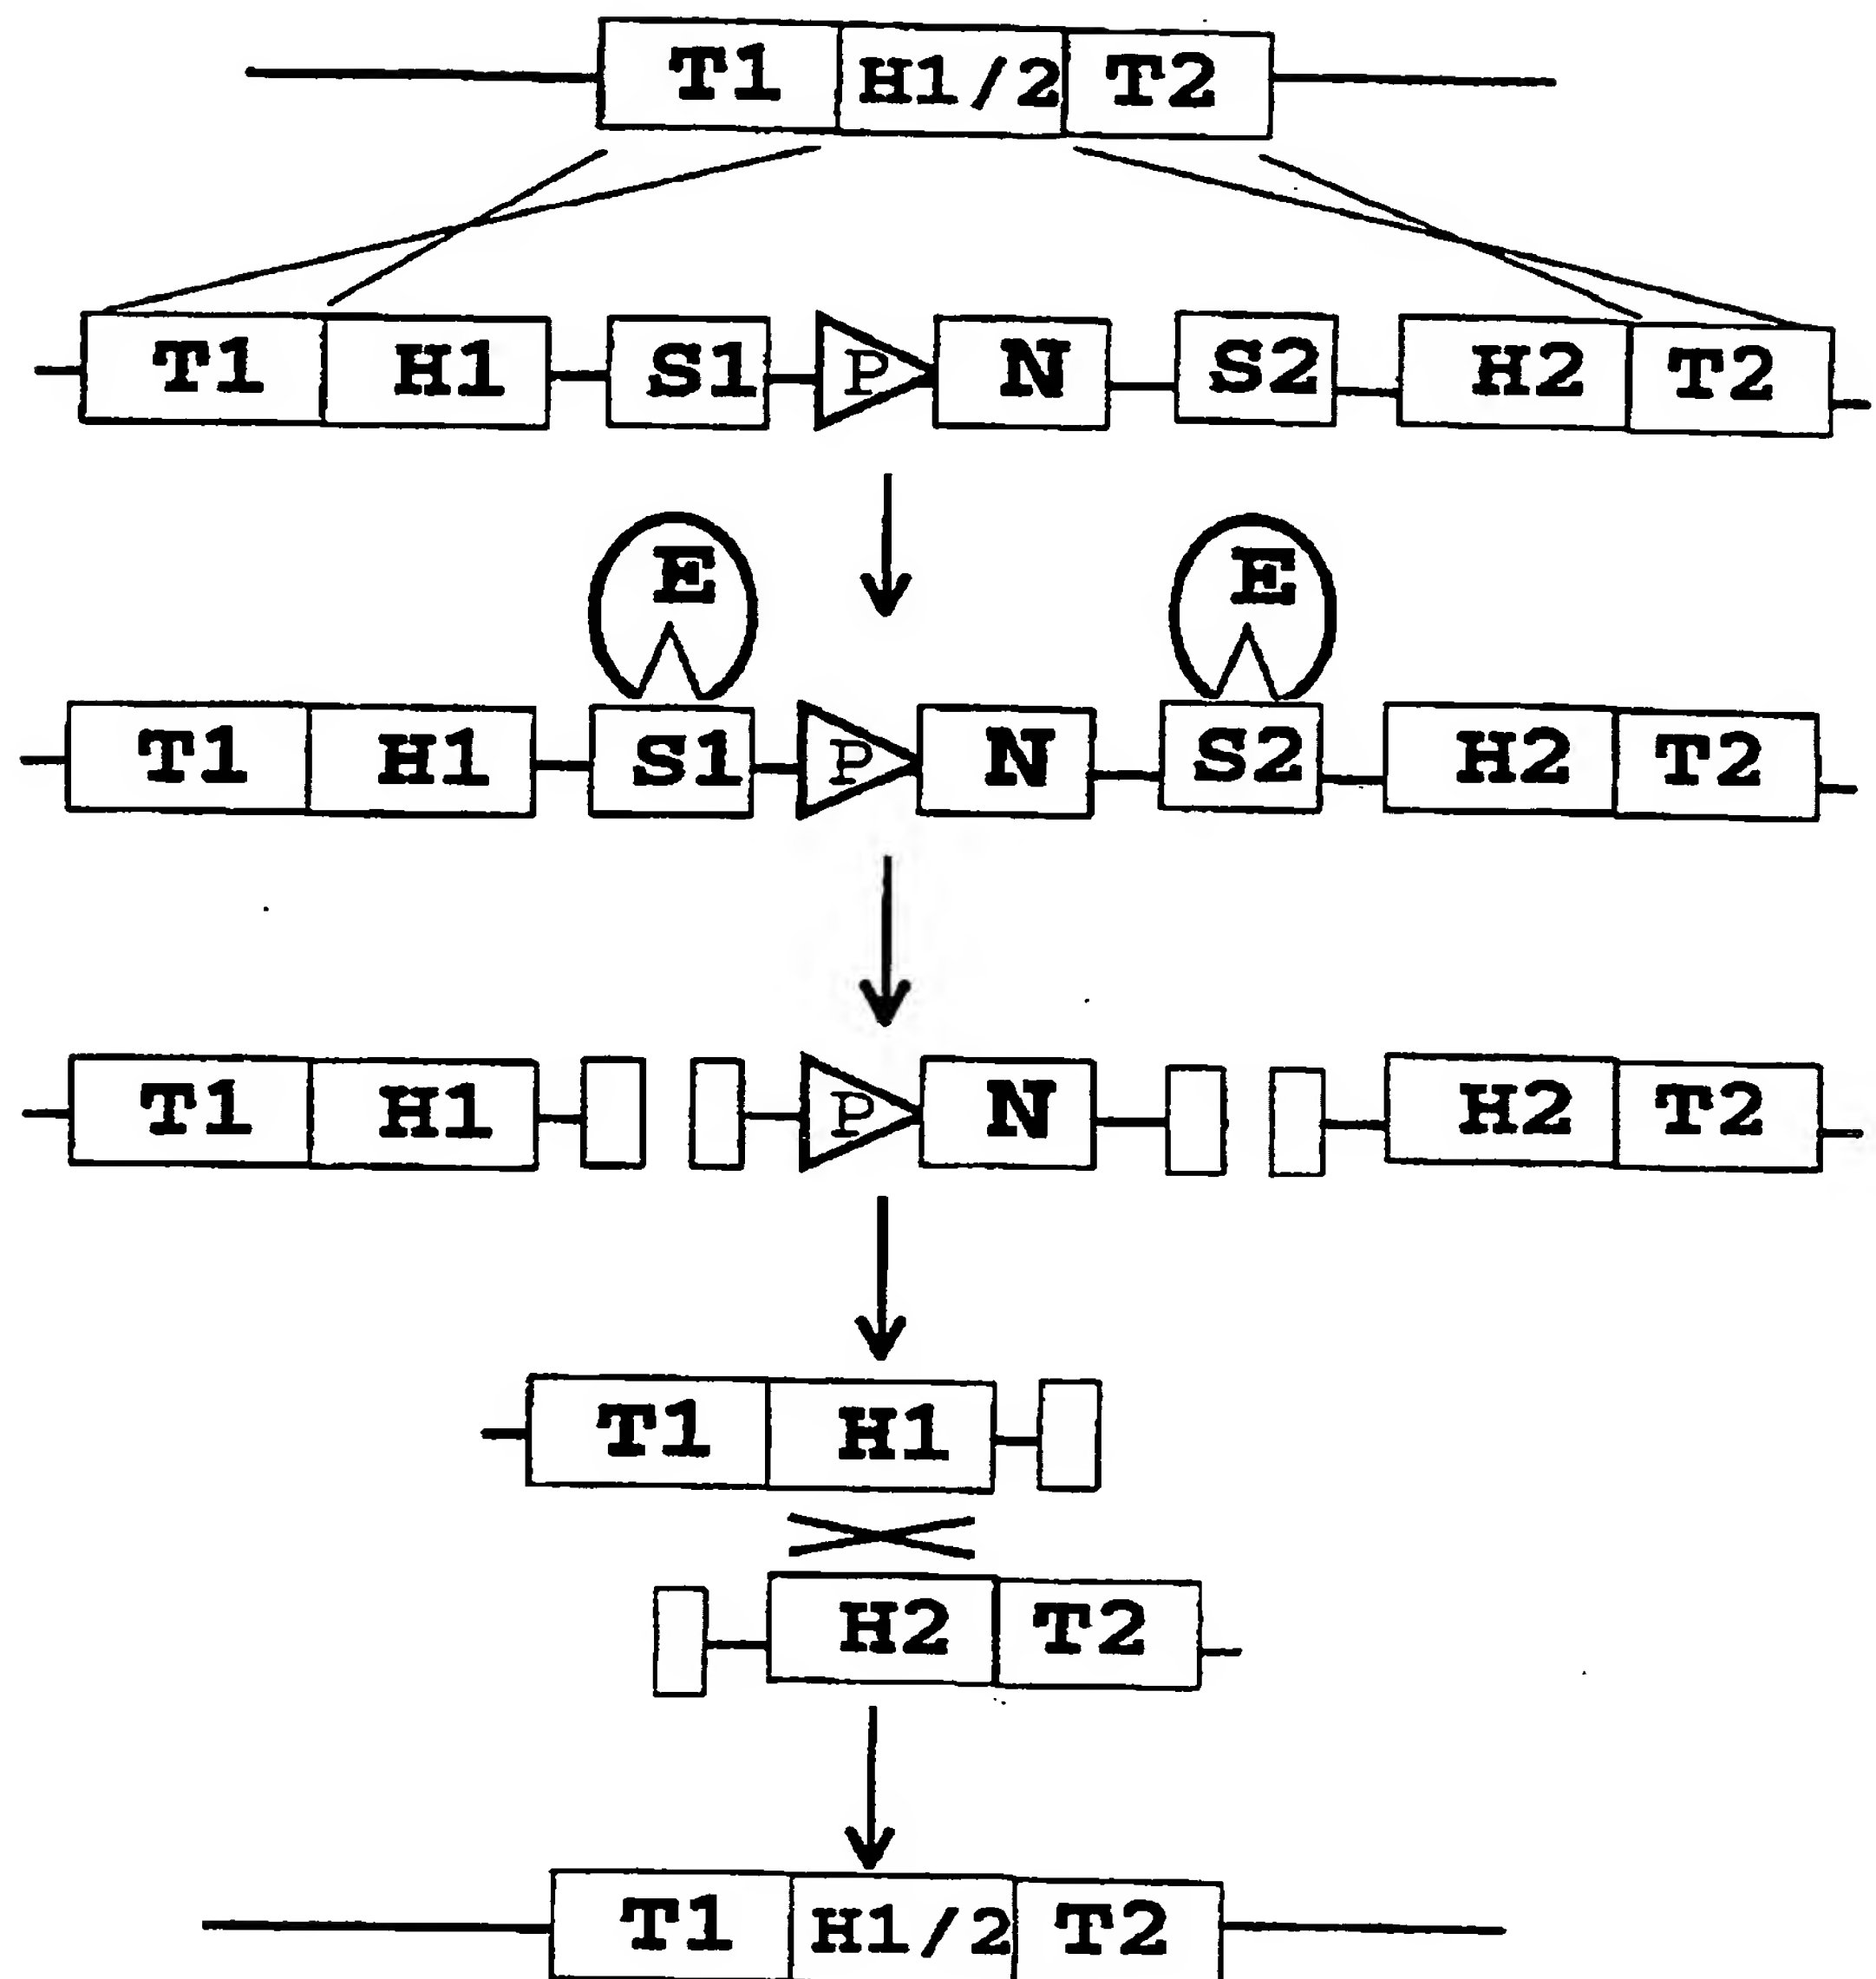 T1 H1/2 T2
T1 H1 S1 P N S2 H2 T2
E E
T1 H1 S1 P N S2 H2 T2
T1 H1 P N H2 T2
T1 H1
H2 T2
T1 H1/2 T2